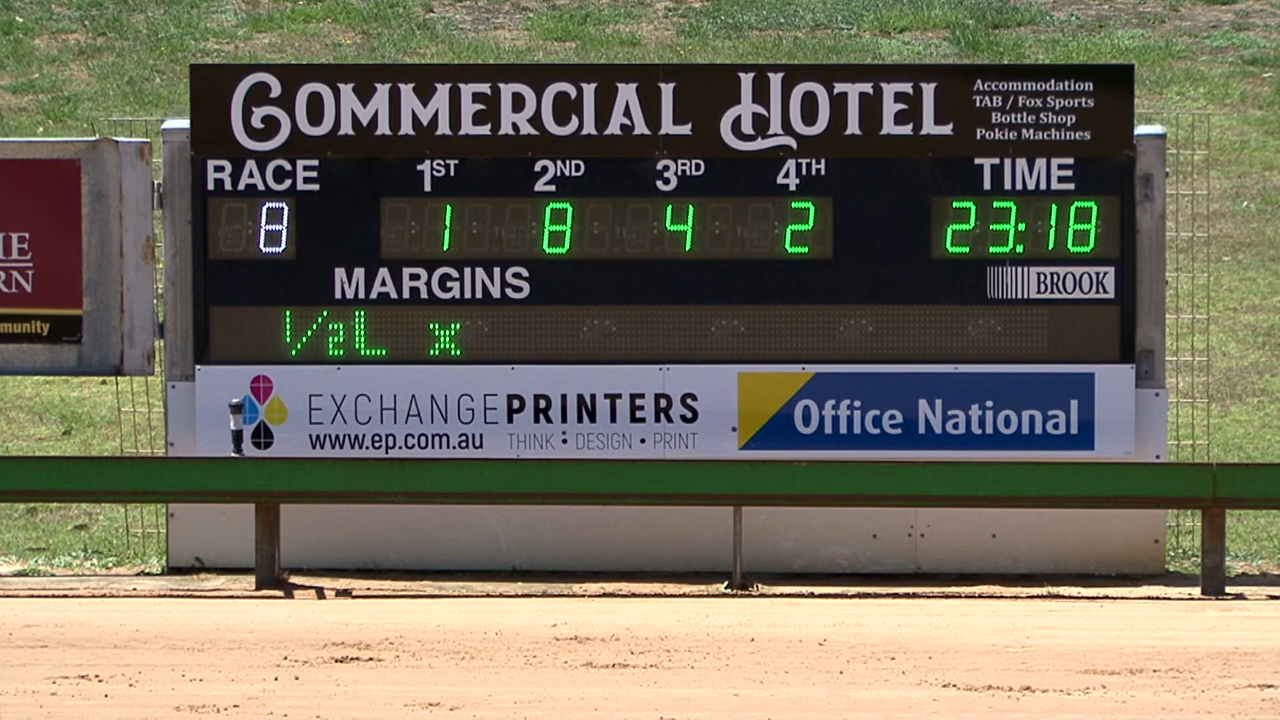 COMMERCIAL HOTEL
Accommodation
TAB / Fox Sports
Bottle Shop
Pokie Machines
RACE 1ST 2ND 3RD 4TH TIME
8 1 8 4 2 23:18
MARGINS
BROOK
1/2L x
EXCHANGEPRINTERS
www.ep.com.au THINK : DESIGN • PRINT
Office National